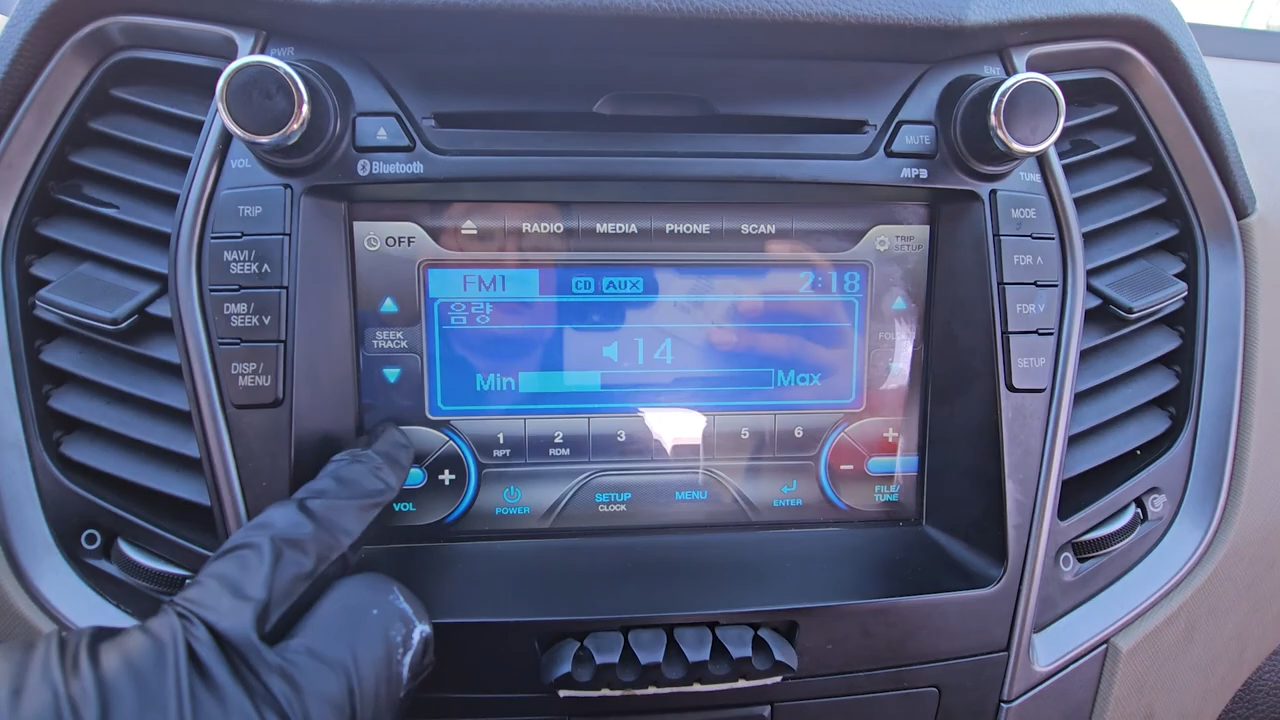 PWR
ENT
VOL
Bluetooth
MUTE
MP3
TUNE
TRIP
NAVI /
SEEK ∧
DMB /
SEEK ∨
DISP /
MENU
OFF
RADIO
MEDIA
PHONE
SCAN
TRIP
SETUP
MODE
FDR ∧
FDR ∨
SETUP
FM1
CD
AUX
2:18
음량
14
Min
Max
SEEK
TRACK
1
RPT
2
RDM
3
5
6
+
VOL
POWER
SETUP
CLOCK
MENU
ENTER
+
-
FILE/
TUNE